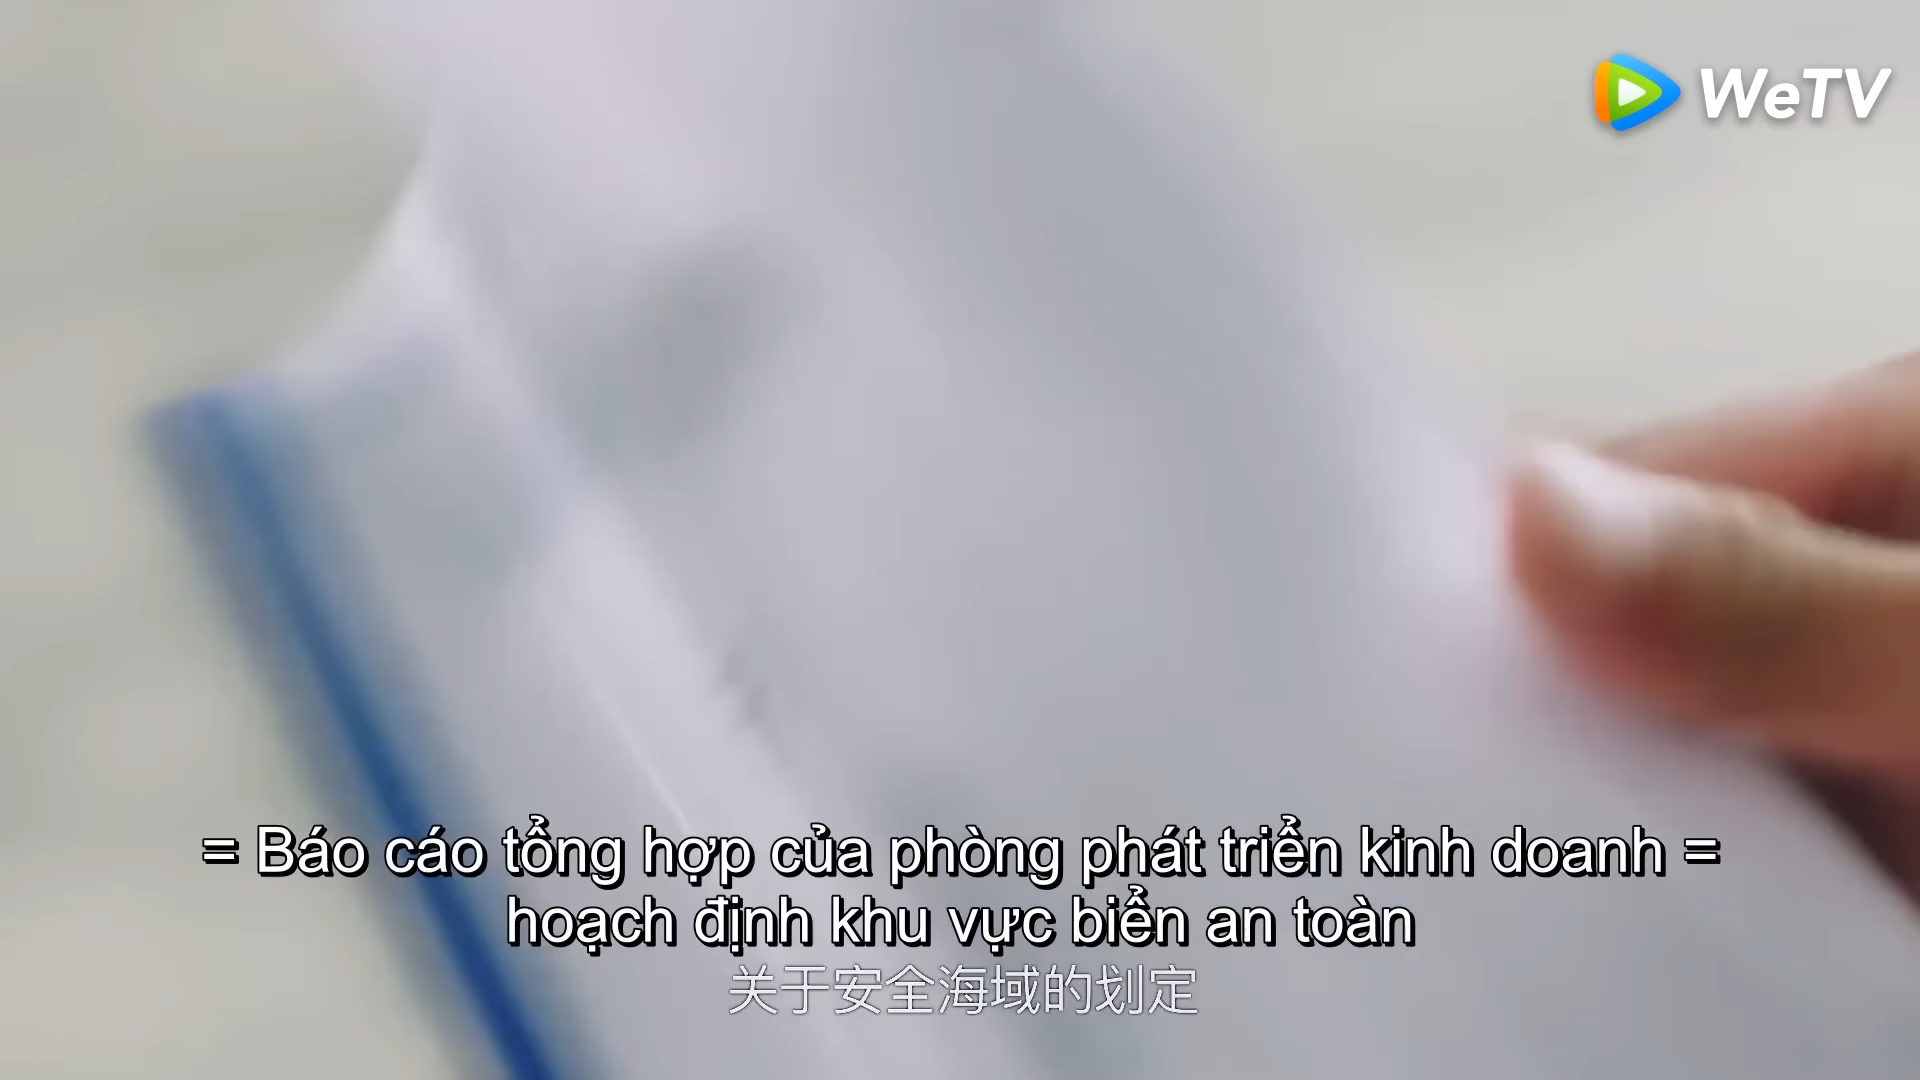 WeTV
= Báo cáo tổng hợp của phòng phát triển kinh doanh =
hoạch định khu vực biển an toàn
关于安全海域的划定